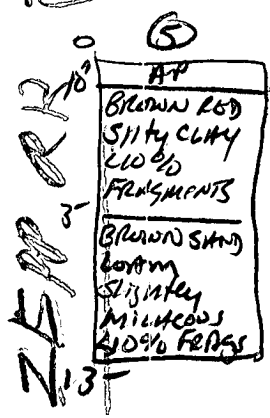 0 5
10" AP
BROWN RED
SIlty CLAY
<10%
FRAGMENTS
3-
BROWN SAND
LOAM
Slightly
MICACEOUS
<10% FRAGS
13-